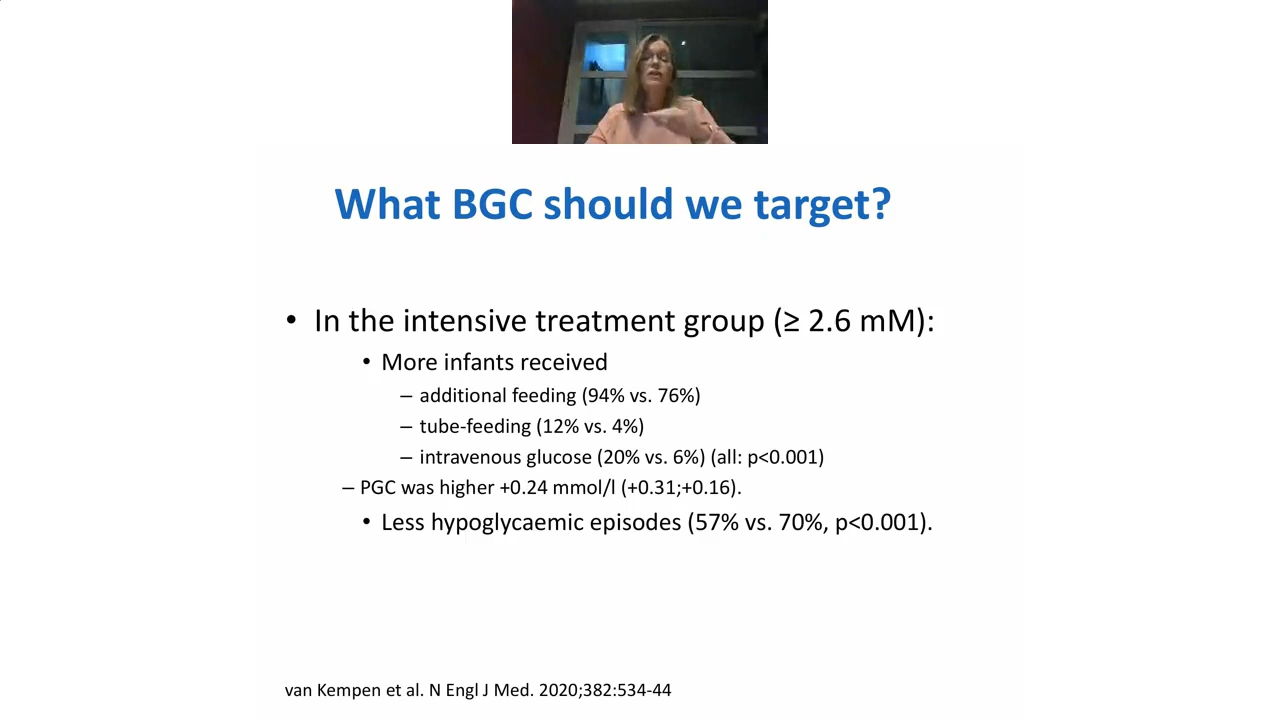 What BGC should we target?
• In the intensive treatment group (≥ 2.6 mM):
• More infants received
– additional feeding (94% vs. 76%)
– tube-feeding (12% vs. 4%)
– intravenous glucose (20% vs. 6%) (all: p<0.001)
– PGC was higher +0.24 mmol/l (+0.31;+0.16).
• Less hypoglycaemic episodes (57% vs. 70%, p<0.001).
van Kempen et al. N Engl J Med. 2020;382:534-44